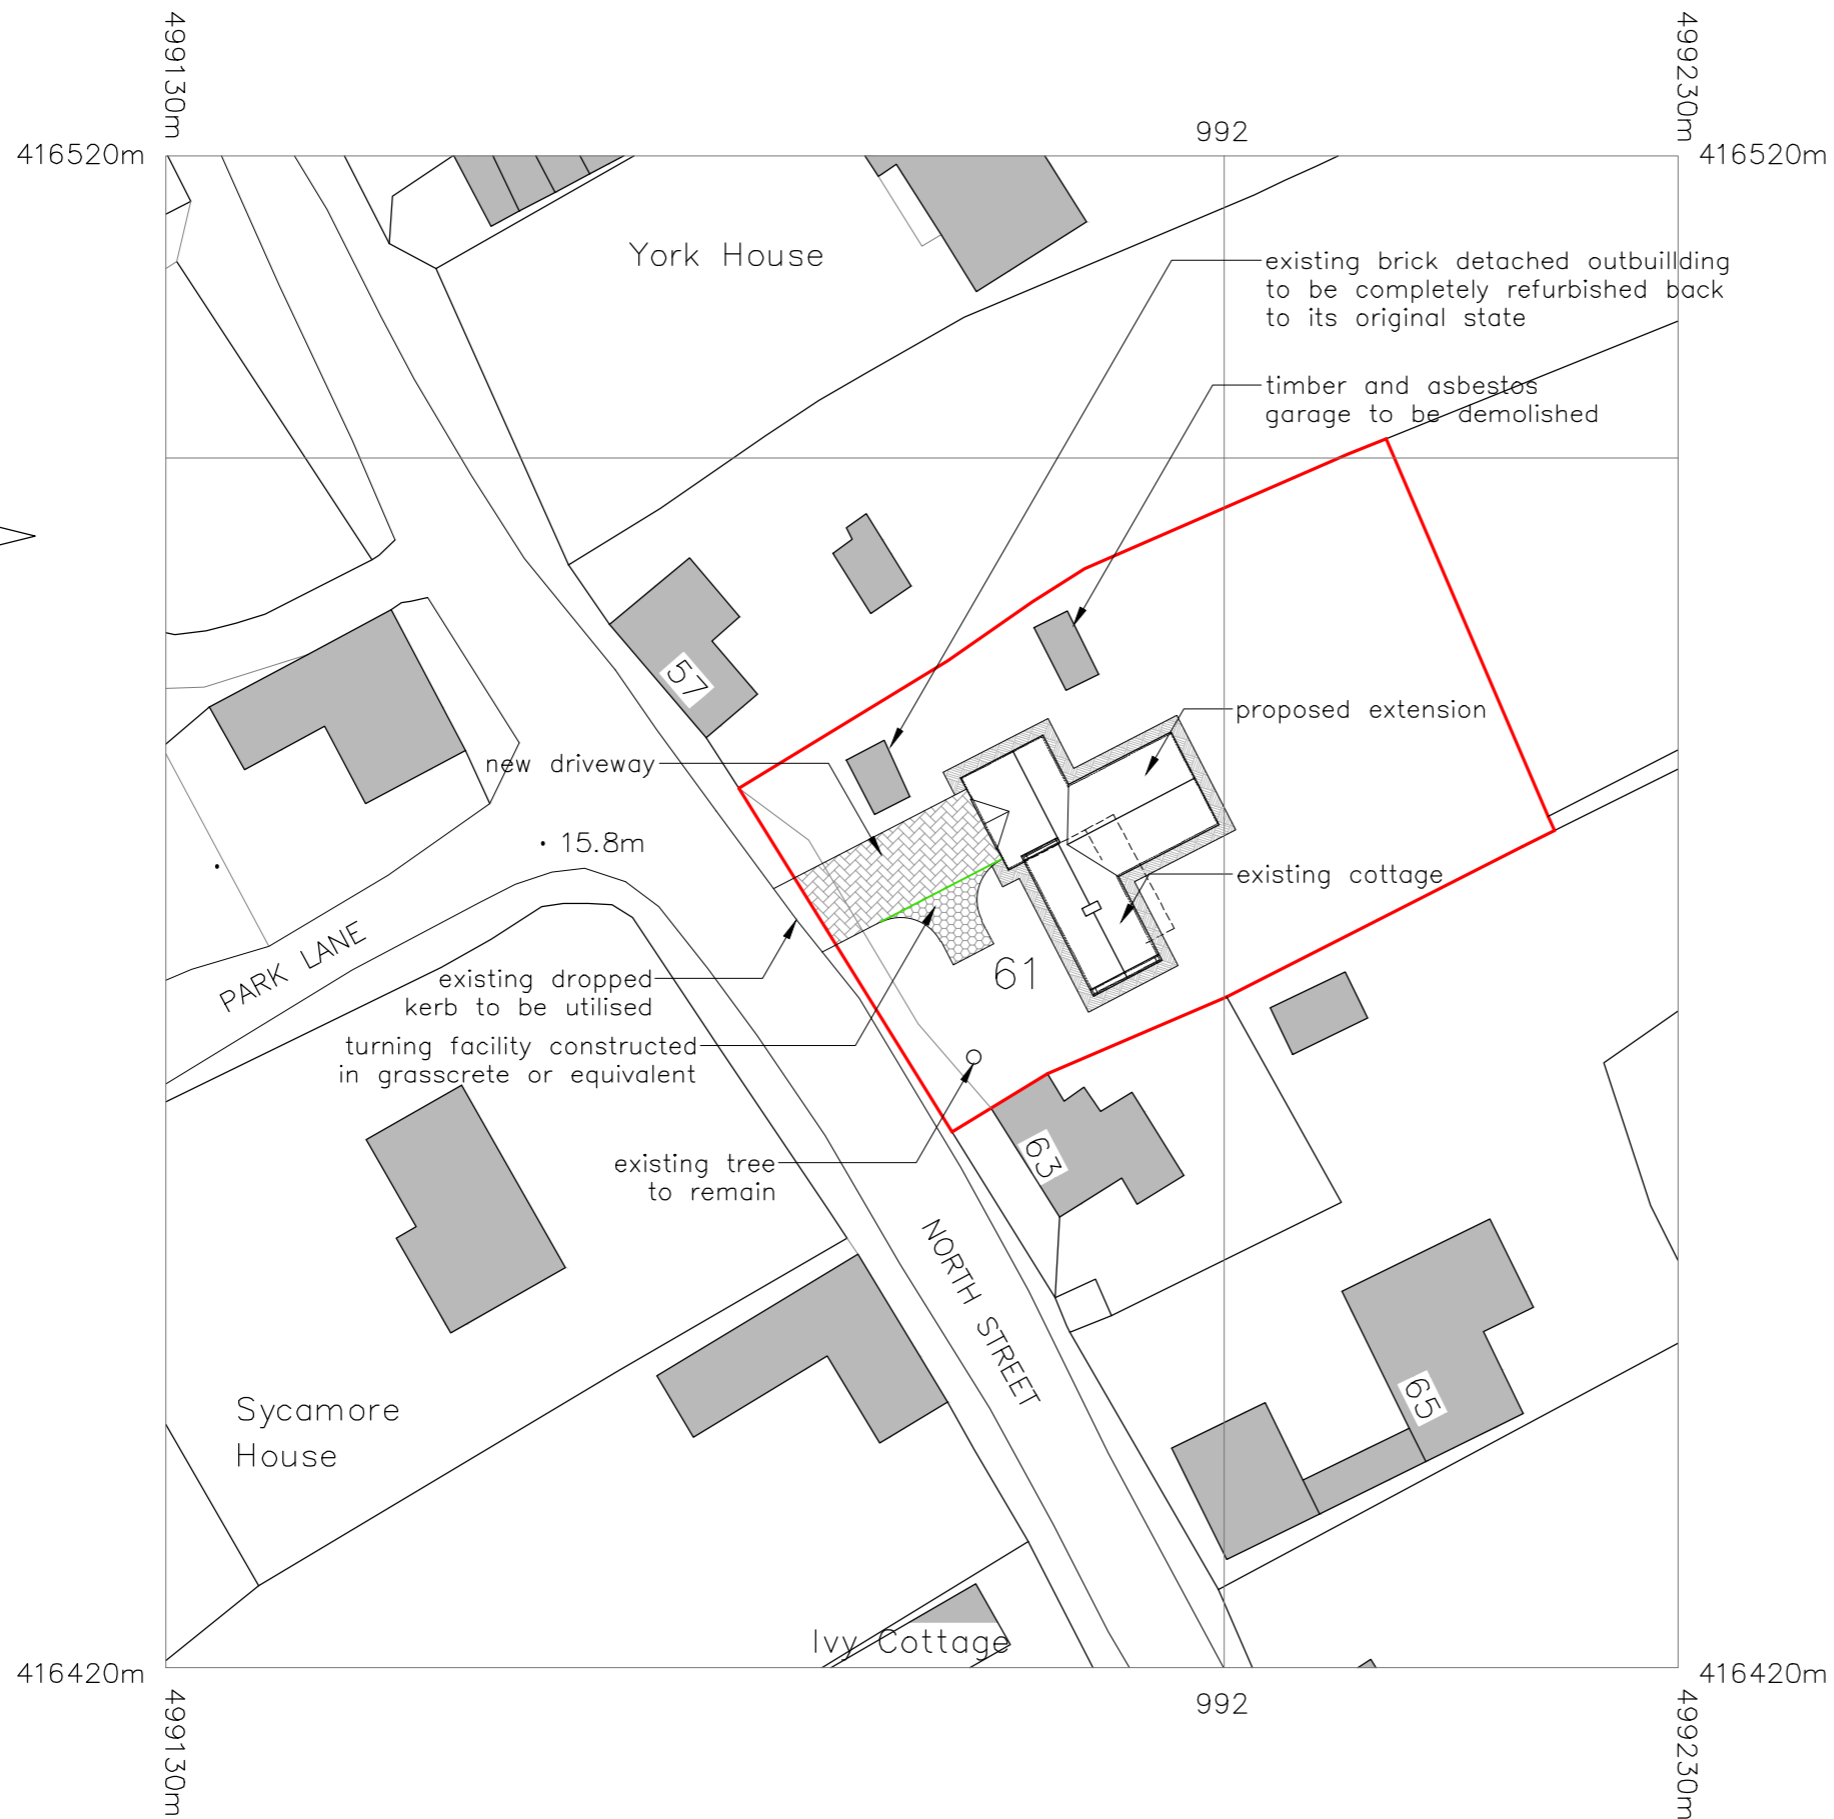 499130m
499230m
992
416520m
416520m
York House
existing brick detached outbuillding
to be completely refurbished back
to its original state
timber and asbestos
garage to be demolished
57
proposed extension
new driveway
15.8m
existing cottage
PARK LANE
existing dropped
kerb to be utilised
61
turning facility constructed
in grasscrete or equivalent
63
existing tree
to remain
NORTH STREET
65
Sycamore
House
Ivy Cottage
416420m
416420m
992
499130m
499230m